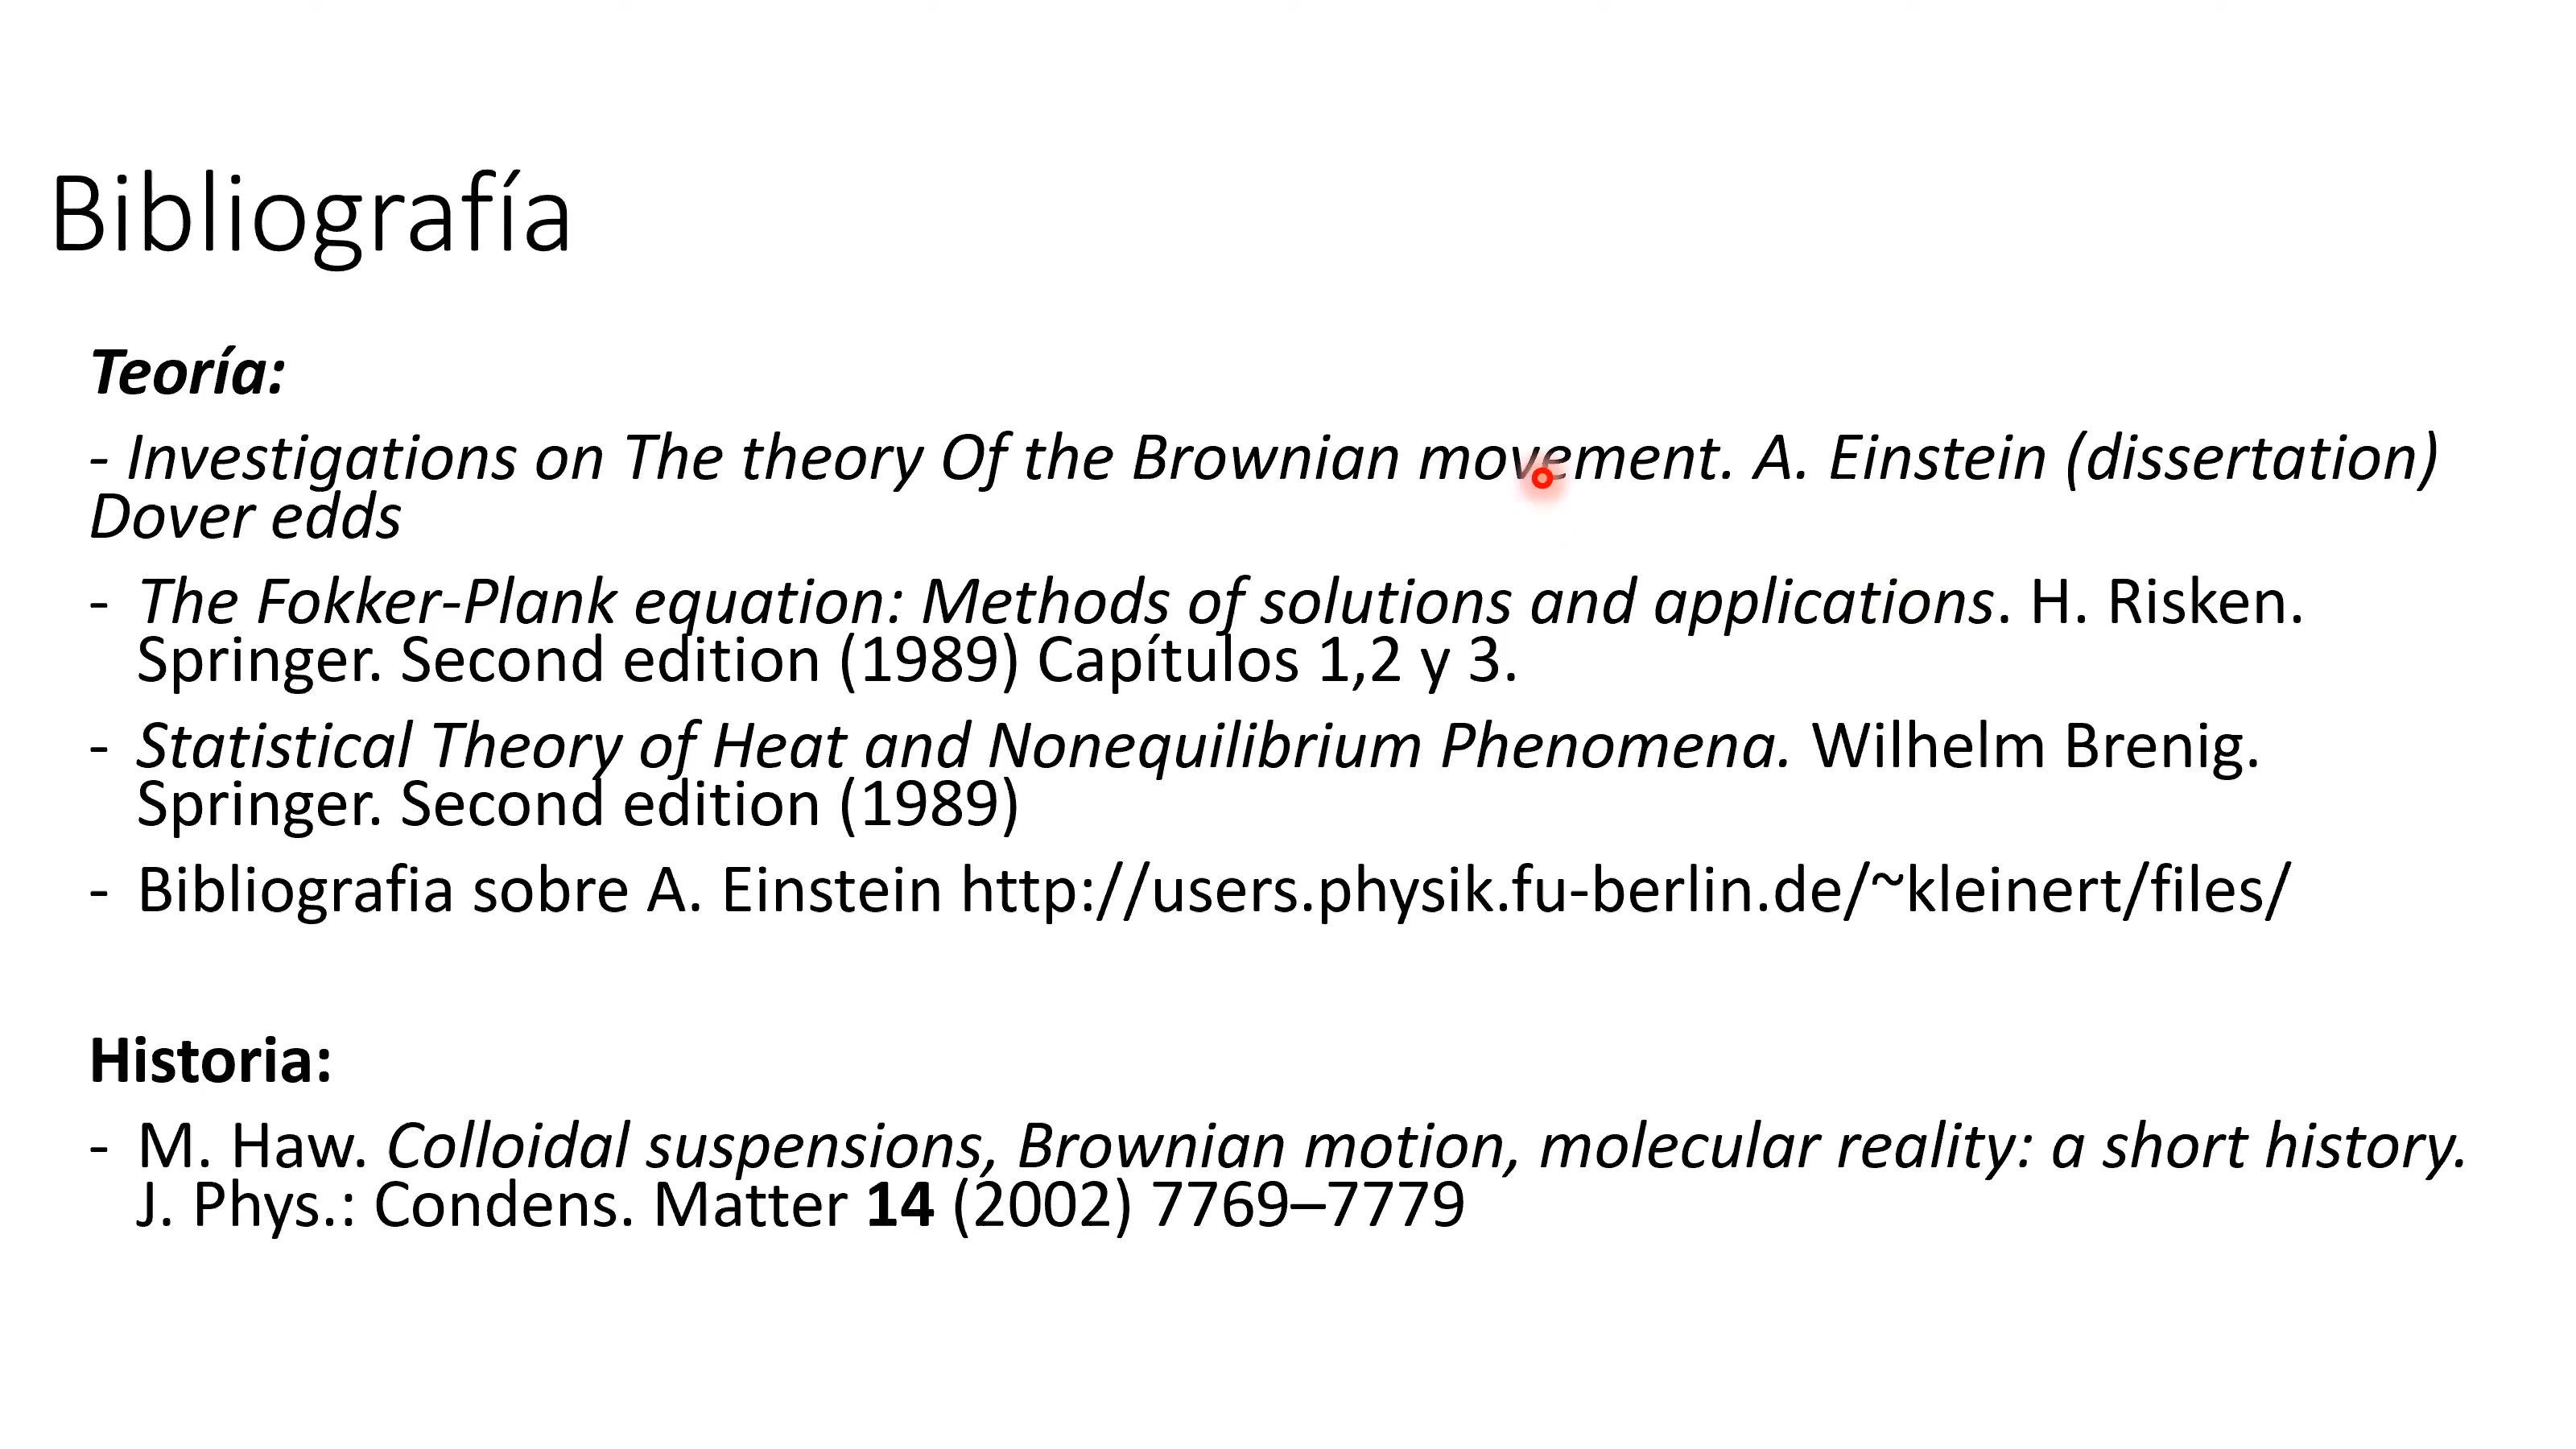 Bibliografía
Teoría:
- Investigations on The theory Of the Brownian movement. A. Einstein (dissertation)
Dover edds
- The Fokker-Plank equation: Methods of solutions and applications. H. Risken.
Springer. Second edition (1989) Capítulos 1,2 y 3.
- Statistical Theory of Heat and Nonequilibrium Phenomena. Wilhelm Brenig.
Springer. Second edition (1989)
- Bibliografia sobre A. Einstein http://users.physik.fu-berlin.de/~kleinert/files/
Historia:
- M. Haw. Colloidal suspensions, Brownian motion, molecular reality: a short history.
J. Phys.: Condens. Matter 14 (2002) 7769–7779